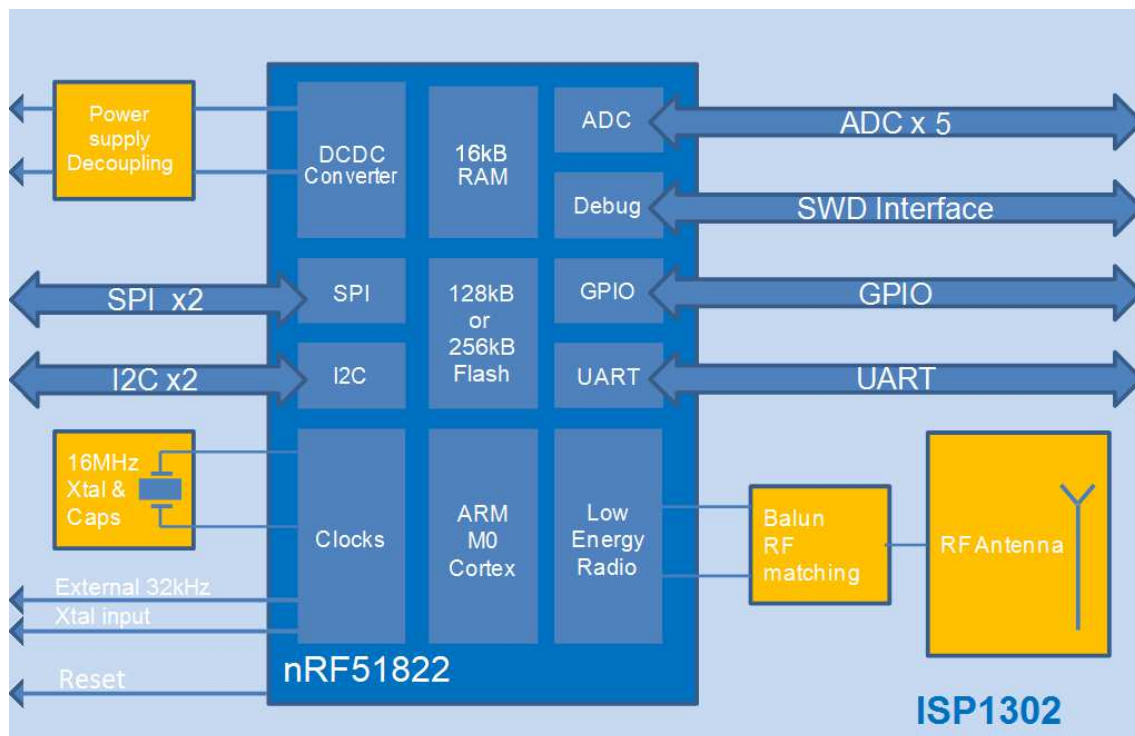 Power
supply
Decoupling
DCDC
Converter
16kB
RAM
ADC
ADC x 5
Debug
SWD Interface
SPI x2
SPI
128kB
or
256kB
Flash
GPIO
GPIO
I2C x2
I2C
UART
UART
16MHz
Xtal &
Caps
Clocks
ARM
M0
Cortex
Low
Energy
Radio
Balun
RF
matching
RF Antenna
External 32kHz
Xtal input
Reset
nRF51822
ISP1302